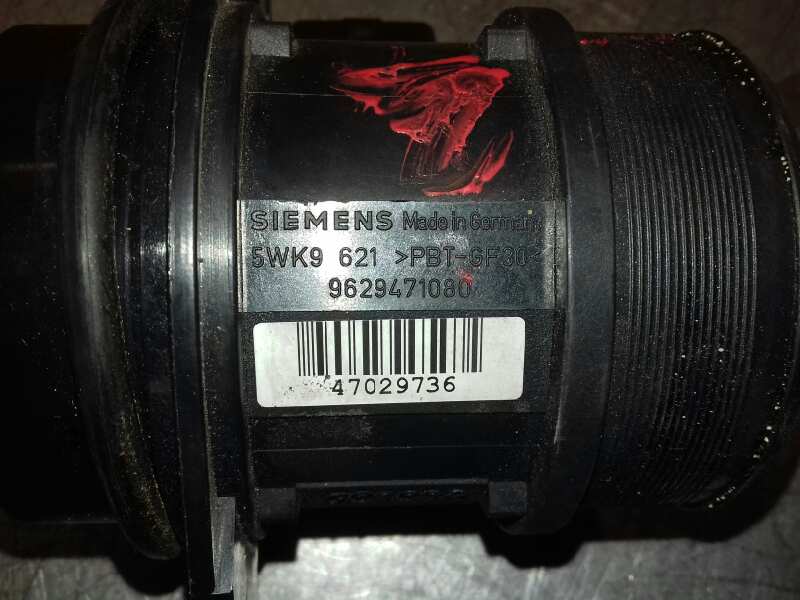 SIEMENS Made in Germany
5WK9 621 >PBT-GF30<
9629471080
47029736